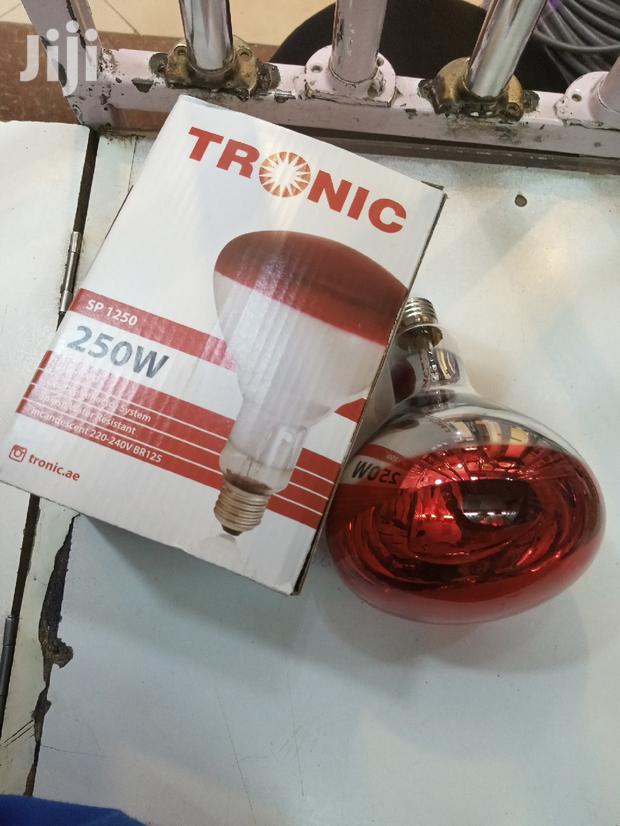 Jiji
TRONIC
SP 1250
250W
System
Resistant
Incandescent 220-240V BR125
tronic.ae
250W